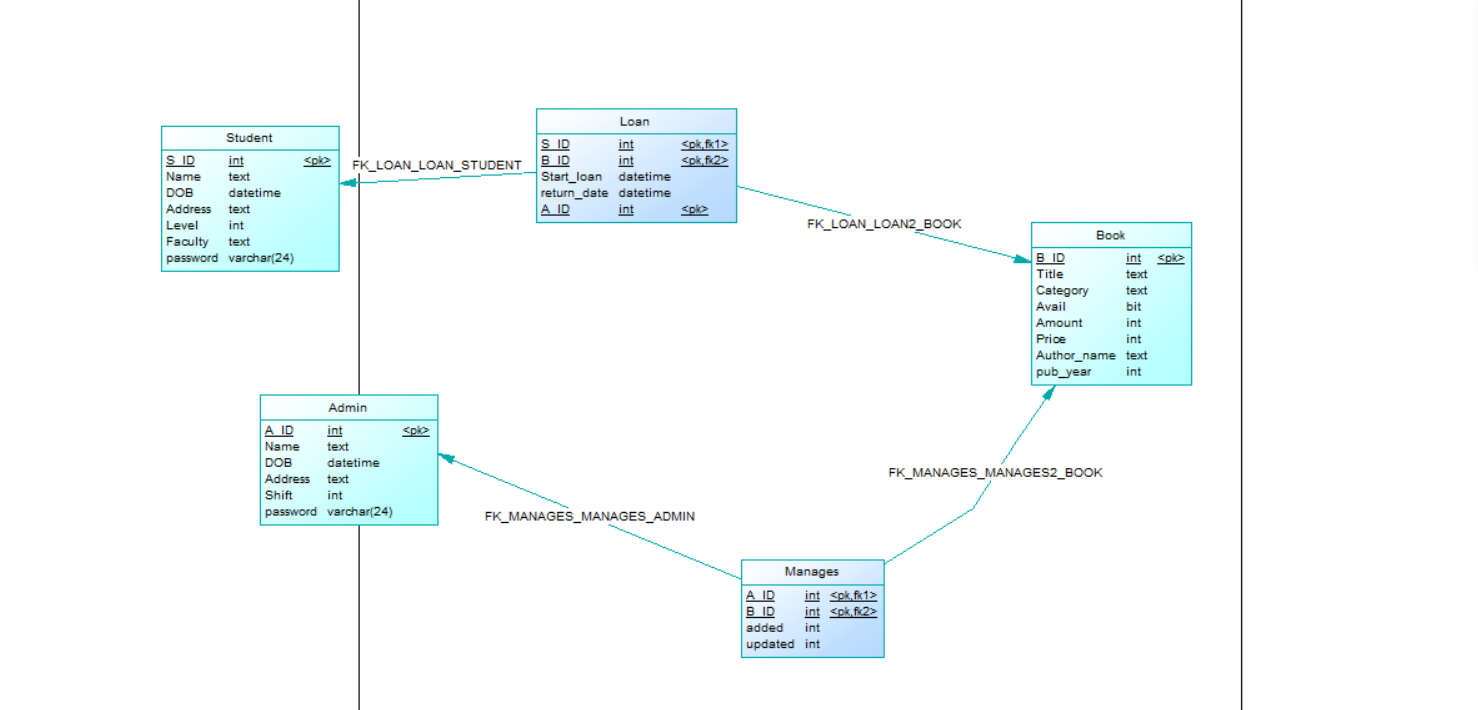 Student
S_ID int <pk>
Name text
DOB datetime
Address text
Level int
Faculty text
password varchar(24)
FK_LOAN_LOAN_STUDENT
Loan
S_ID int <pk,fk1>
B_ID int <pk,fk2>
Start_loan datetime
return_date datetime
A_ID int <pk>
FK_LOAN_LOAN2_BOOK
Book
B_ID int <pk>
Title text
Category text
Avail bit
Amount int
Price int
Author_name text
pub_year int
Admin
A_ID int <pk>
Name text
DOB datetime
Address text
Shift int
password varchar(24)
FK_MANAGES_MANAGES_ADMIN
FK_MANAGES_MANAGES2_BOOK
Manages
A_ID int <pk,fk1>
B_ID int <pk,fk2>
added int
updated int